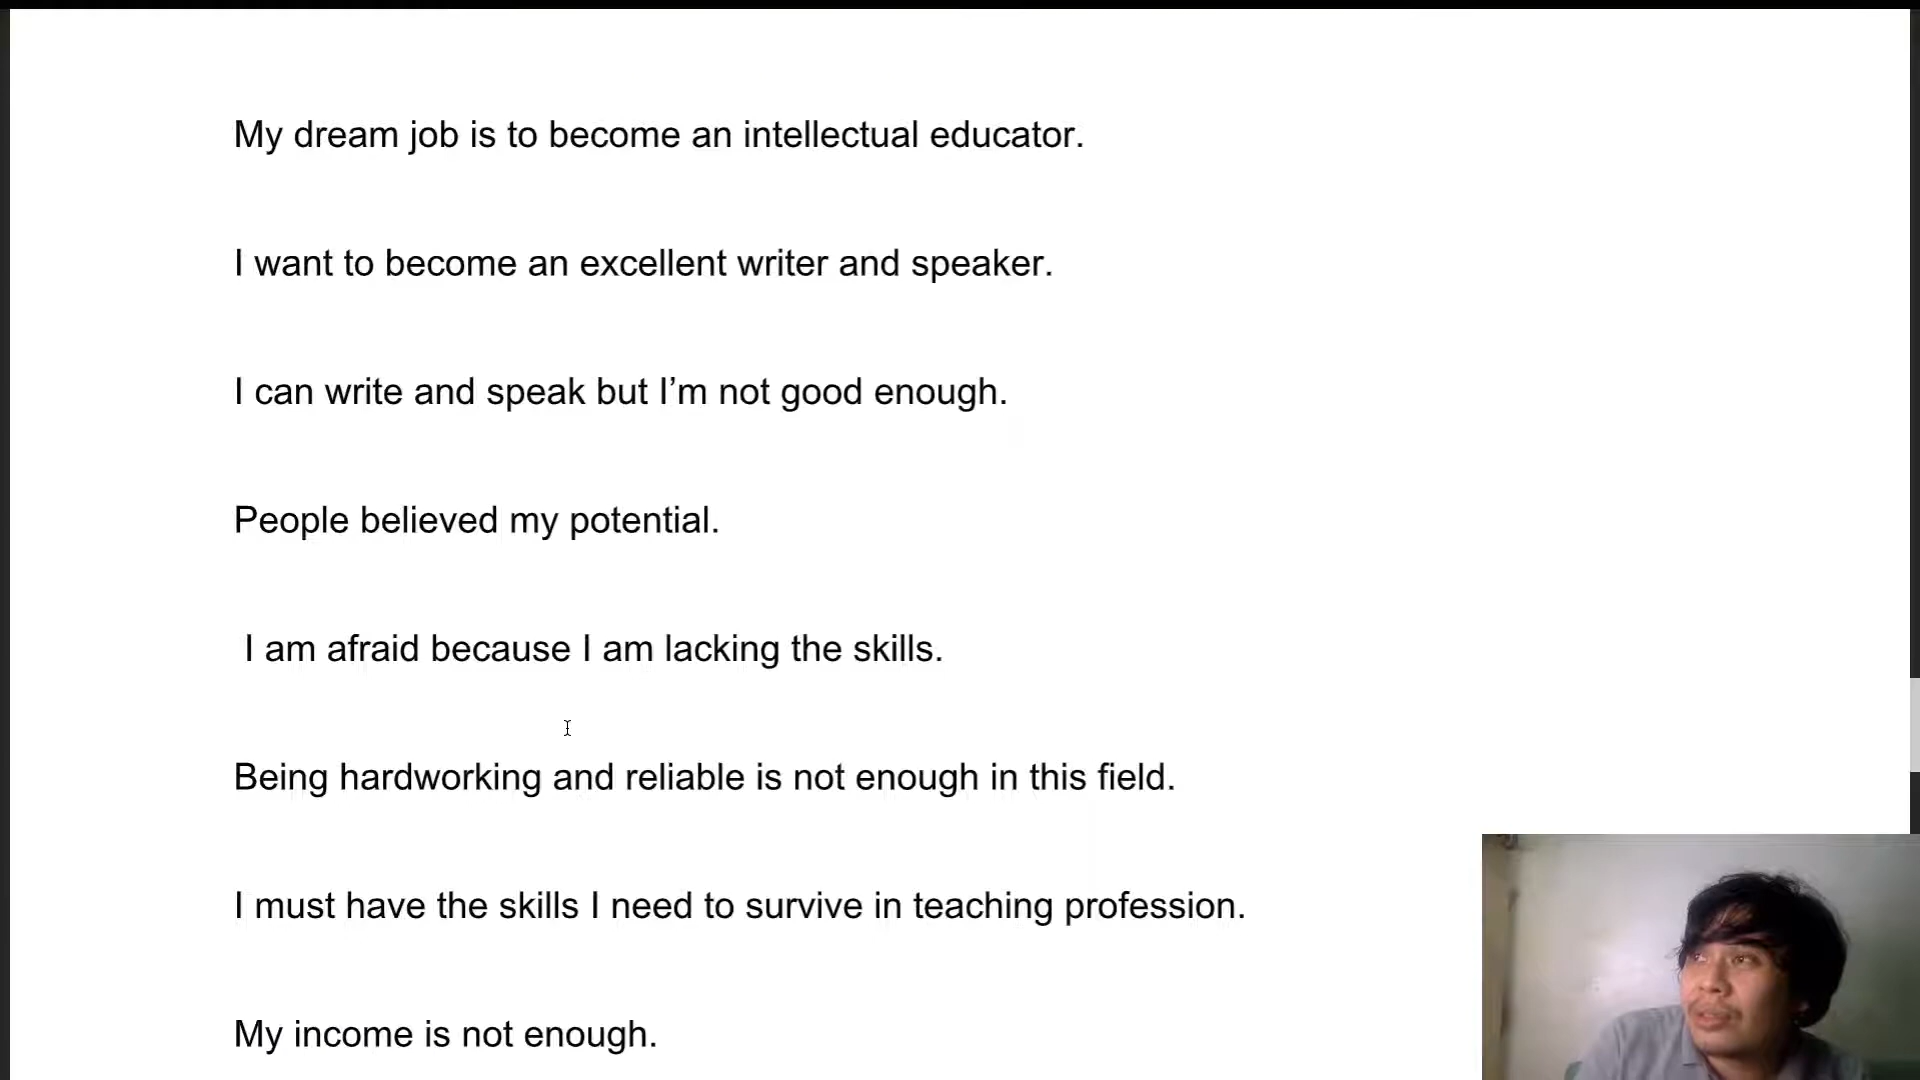 My dream job is to become an intellectual educator.
I want to become an excellent writer and speaker.
I can write and speak but I’m not good enough.
People believed my potential.
I am afraid because I am lacking the skills.
Being hardworking and reliable is not enough in this field.
I must have the skills I need to survive in teaching profession.
My income is not enough.